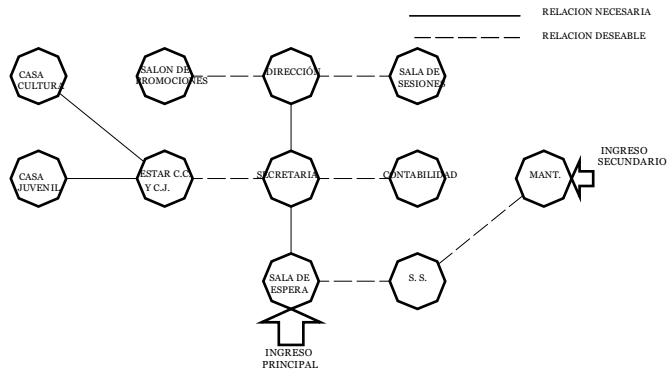 RELACION NECESARIA
RELACION DESEABLE
CASA
CULTURA
SALON DE
PROMOCIONES
DIRECCIÓN
SALA DE
SESIONES
CASA
JUVENIL
ESTAR C.C.
Y C.J.
SECRETARIA
CONTABILIDAD
MANT.
INGRESO
SECUNDARIO
SALA DE
ESPERA
S. S.
INGRESO
PRINCIPAL